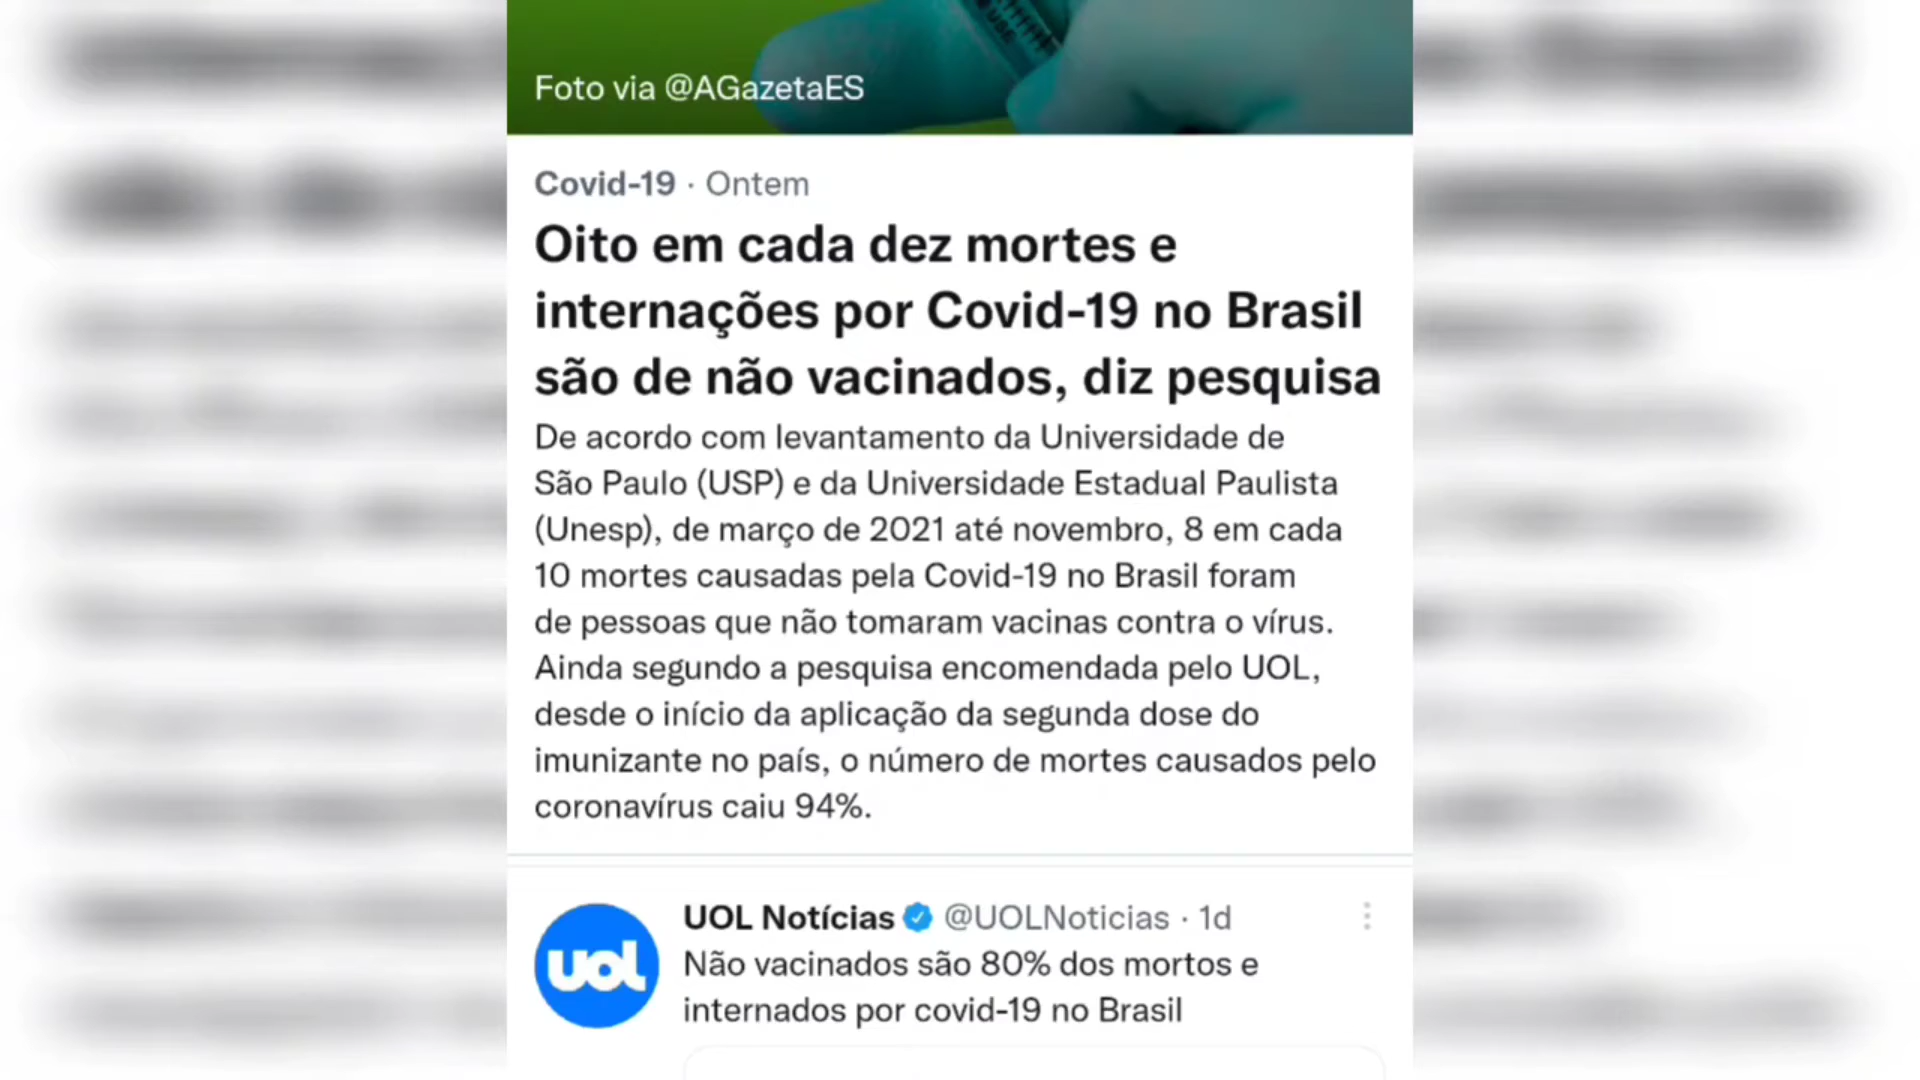 Foto via @AGazetaES
Covid-19 · Ontem
Oito em cada dez mortes e
internações por Covid-19 no Brasil
são de não vacinados, diz pesquisa
De acordo com levantamento da Universidade de
São Paulo (USP) e da Universidade Estadual Paulista
(Unesp), de março de 2021 até novembro, 8 em cada
10 mortes causadas pela Covid-19 no Brasil foram
de pessoas que não tomaram vacinas contra o vírus.
Ainda segundo a pesquisa encomendada pelo UOL,
desde o início da aplicação da segunda dose do
imunizante no país, o número de mortes causados pelo
coronavírus caiu 94%.
uol
UOL Notícias @UOLNoticias · 1d
Não vacinados são 80% dos mortos e
internados por covid-19 no Brasil